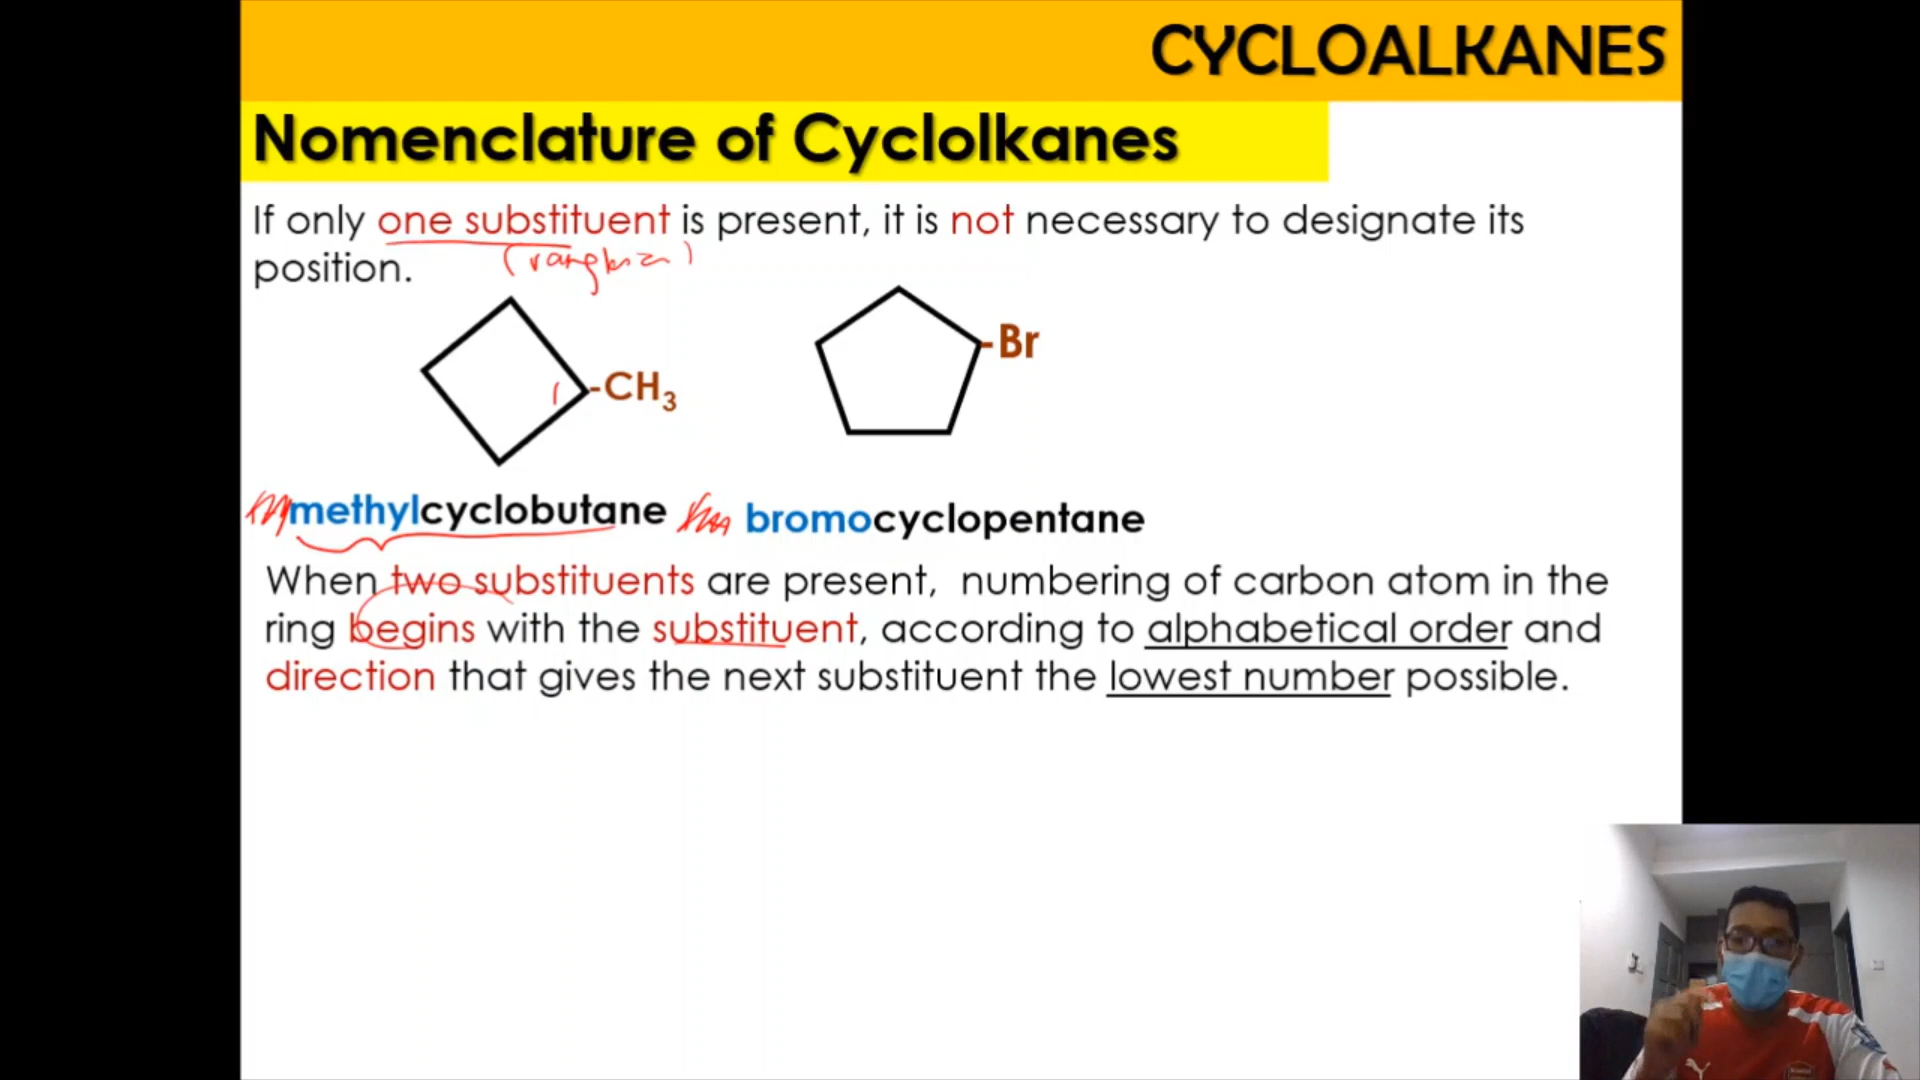 CYCLOALKANES
Nomenclature of Cyclolkanes
If only one substituent is present, it is not necessary to designate its
position.
-CH3
-Br
1
methylcyclobutane
bromocyclopentane
When two substituents are present, numbering of carbon atom in the
ring begins with the substituent, according to alphabetical order and
direction that gives the next substituent the lowest number possible.